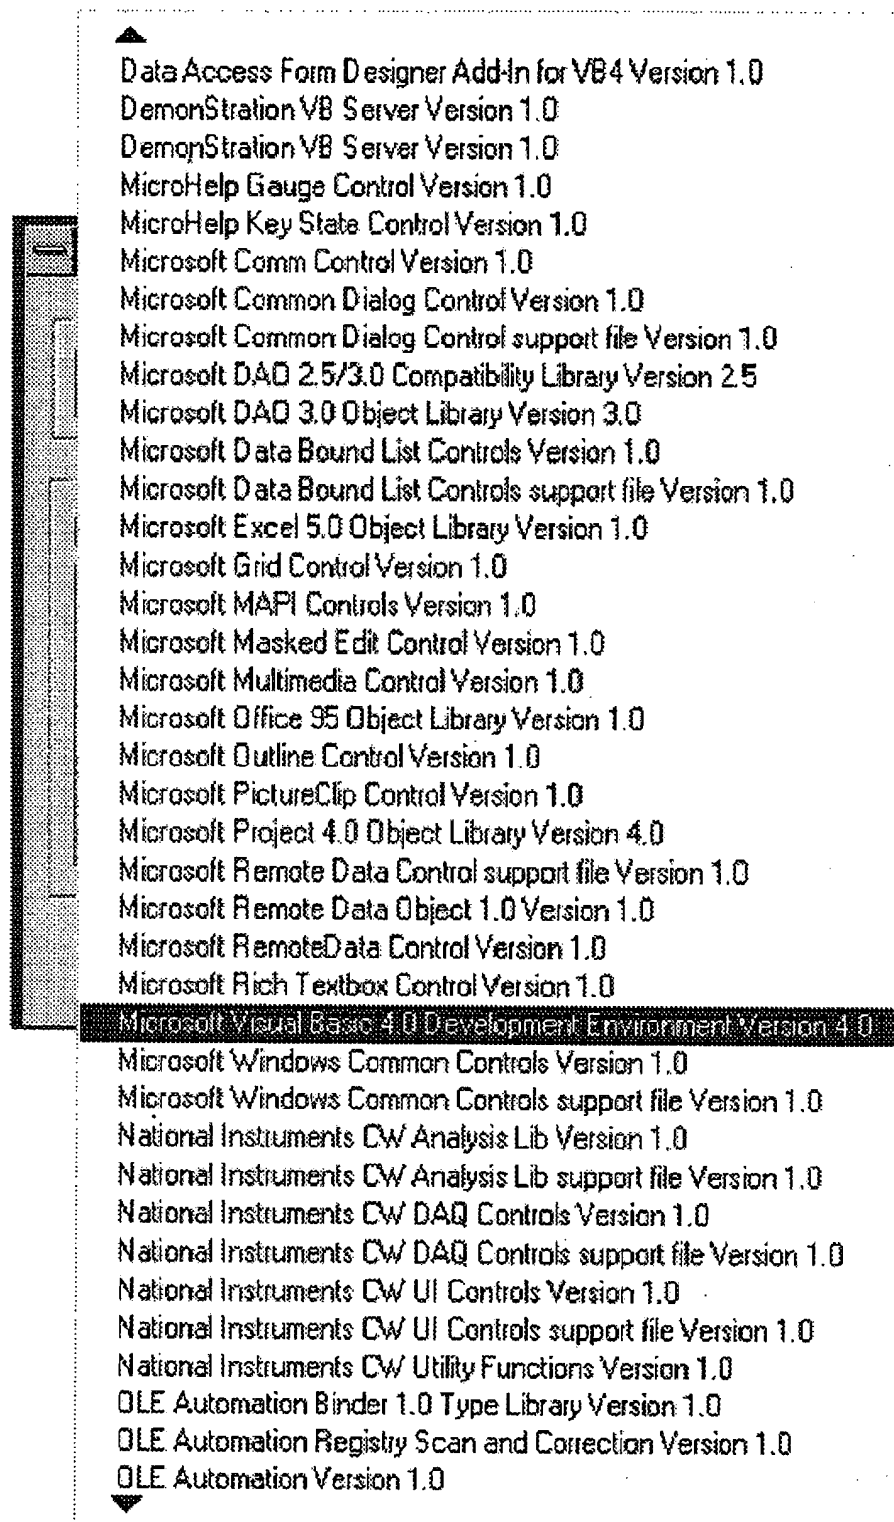 Data Access Form Designer Add-In for VB4 Version 1.0
DemonStration VB Server Version 1.0
DemonStration VB Server Version 1.0
MicroHelp Gauge Control Version 1.0
MicroHelp Key State Control Version 1.0
Microsoft Comm Control Version 1.0
Microsoft Common Dialog Control Version 1.0
Microsoft Common Dialog Control support file Version 1.0
Microsoft DAO 2.5/3.0 Compatibility Library Version 2.5
Microsoft DAO 3.0 Object Library Version 3.0
Microsoft Data Bound List Controls Version 1.0
Microsoft Data Bound List Controls support file Version 1.0
Microsoft Excel 5.0 Object Library Version 1.0
Microsoft Grid Control Version 1.0
Microsoft MAPI Controls Version 1.0
Microsoft Masked Edit Control Version 1.0
Microsoft Multimedia Control Version 1.0
Microsoft Office 95 Object Library Version 1.0
Microsoft Outline Control Version 1.0
Microsoft PictureClip Control Version 1.0
Microsoft Project 4.0 Object Library Version 4.0
Microsoft Remote Data Control support file Version 1.0
Microsoft Remote Data Object 1.0 Version 1.0
Microsoft RemoteData Control Version 1.0
Microsoft Rich Textbox Control Version 1.0
Microsoft Visual Basic 4.0 Development Environment Version 4.0
Microsoft Windows Common Controls Version 1.0
Microsoft Windows Common Controls support file Version 1.0
National Instruments CW Analysis Lib Version 1.0
National Instruments CW Analysis Lib support file Version 1.0
National Instruments CW DAQ Controls Version 1.0
National Instruments CW DAQ Controls support file Version 1.0
National Instruments CW UI Controls Version 1.0
National Instruments CW UI Controls support file Version 1.0
National Instruments CW Utility Functions Version 1.0
OLE Automation Binder 1.0 Type Library Version 1.0
OLE Automation Registry Scan and Correction Version 1.0
OLE Automation Version 1.0